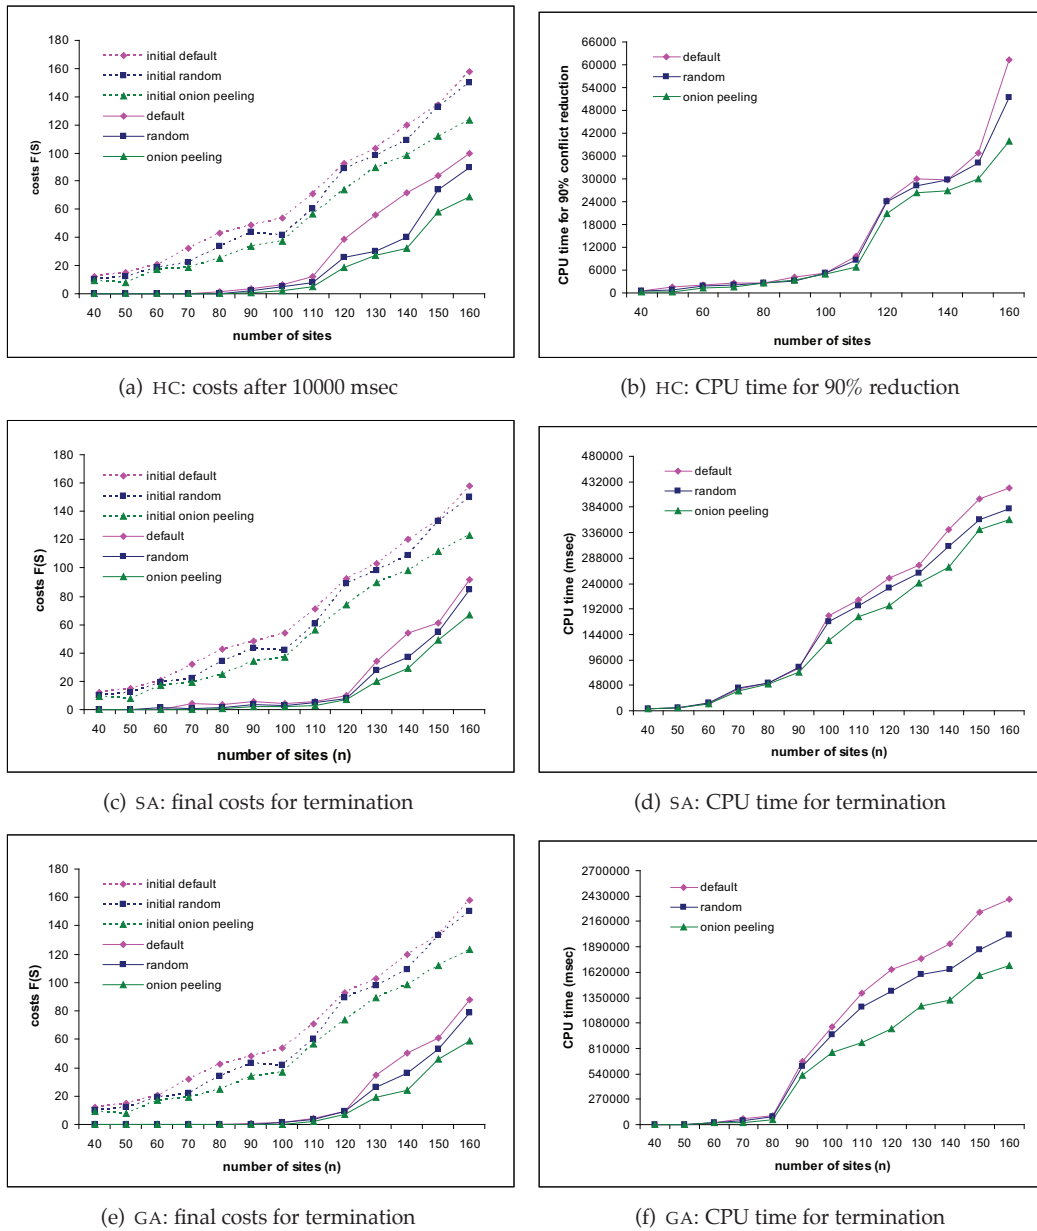 180
160
140
120
100
80
60
40
20
0
costs F(S)
initial default
initial random
initial onion peeling
default
random
onion peeling
40 50 60 70 80 90 100 110 120 130 140 150 160
number of sites
(a) HC: costs after 10000 msec
66000
60000
54000
48000
42000
36000
30000
24000
18000
12000
6000
0
CPU time for 90% conflict reduction
default
random
onion peeling
40 50 60 70 80 90 100 110 120 130 140 150 160
number of sites
(b) HC: CPU time for 90% reduction
180
160
140
120
100
80
60
40
20
0
costs F(S)
initial default
initial random
initial onion peeling
default
random
onion peeling
40 50 60 70 80 90 100 110 120 130 140 150 160
number of sites (n)
(c) SA: final costs for termination
480000
432000
384000
336000
288000
240000
192000
144000
96000
48000
0
CPU time (msec)
default
random
onion peeling
40 50 60 70 80 90 100 110 120 130 140 150 160
number of sites (n)
(d) SA: CPU time for termination
180
160
140
120
100
80
60
40
20
0
costs F(S)
initial default
initial random
initial onion peeling
default
random
onion peeling
40 50 60 70 80 90 100 110 120 130 140 150 160
number of sites (n)
(e) GA: final costs for termination
2700000
2430000
2160000
1890000
1620000
1350000
1080000
810000
540000
270000
0
CPU time (msec)
default
random
onion peeling
40 50 60 70 80 90 100 110 120 130 140 150 160
number of sites (n)
(f) GA: CPU time for termination